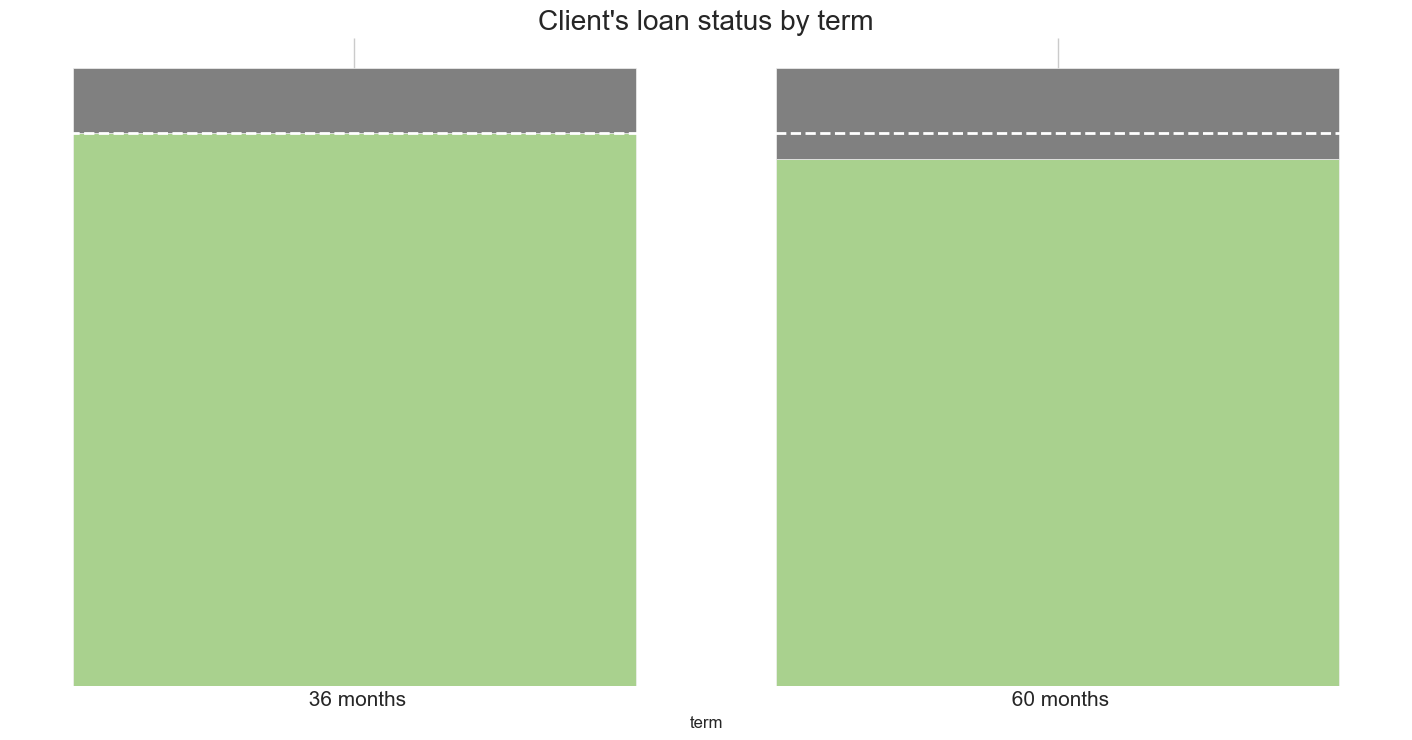 Client's loan status by term
36 months
60 months
term